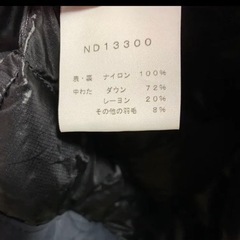 ND13300
表・裏 ナイロン 100%
中わた ダウン 72%
レーヨン 20%
その他の羽毛 8%